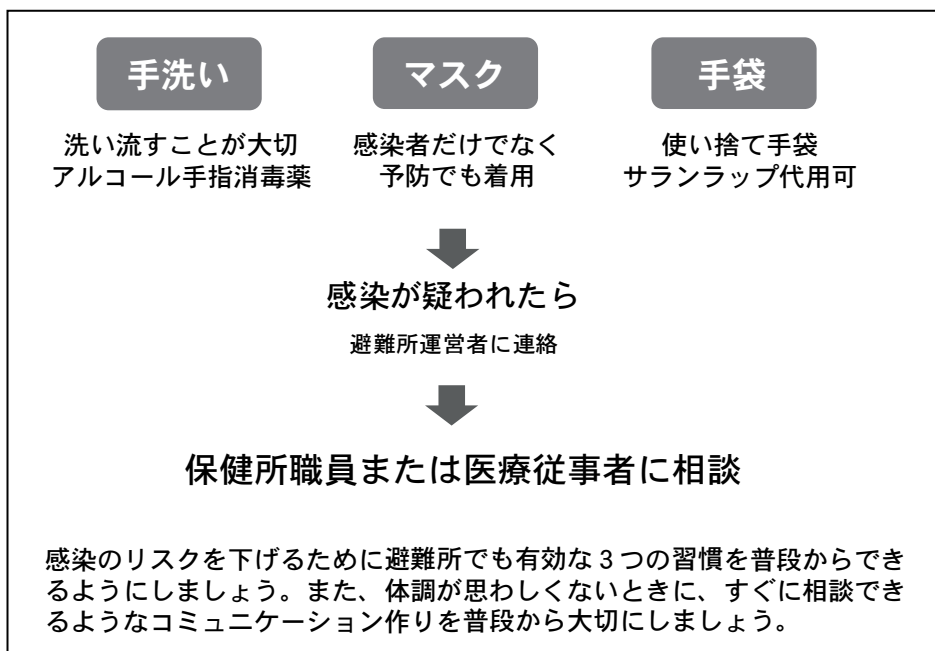 手洗い
マスク
手袋
洗い流すことが大切
アルコール手指消毒薬
感染者だけでなく
予防でも着用
使い捨て手袋
サランラップ代用可
感染が疑われたら
避難所運営者に連絡
保健所職員または医療従事者に相談
感染のリスクを下げるために避難所でも有効な3つの習慣を普段からでき
るようにしましょう。また、体調が思わしくないときに、すぐに相談でき
るようなコミュニケーション作りを普段から大切にしましょう。